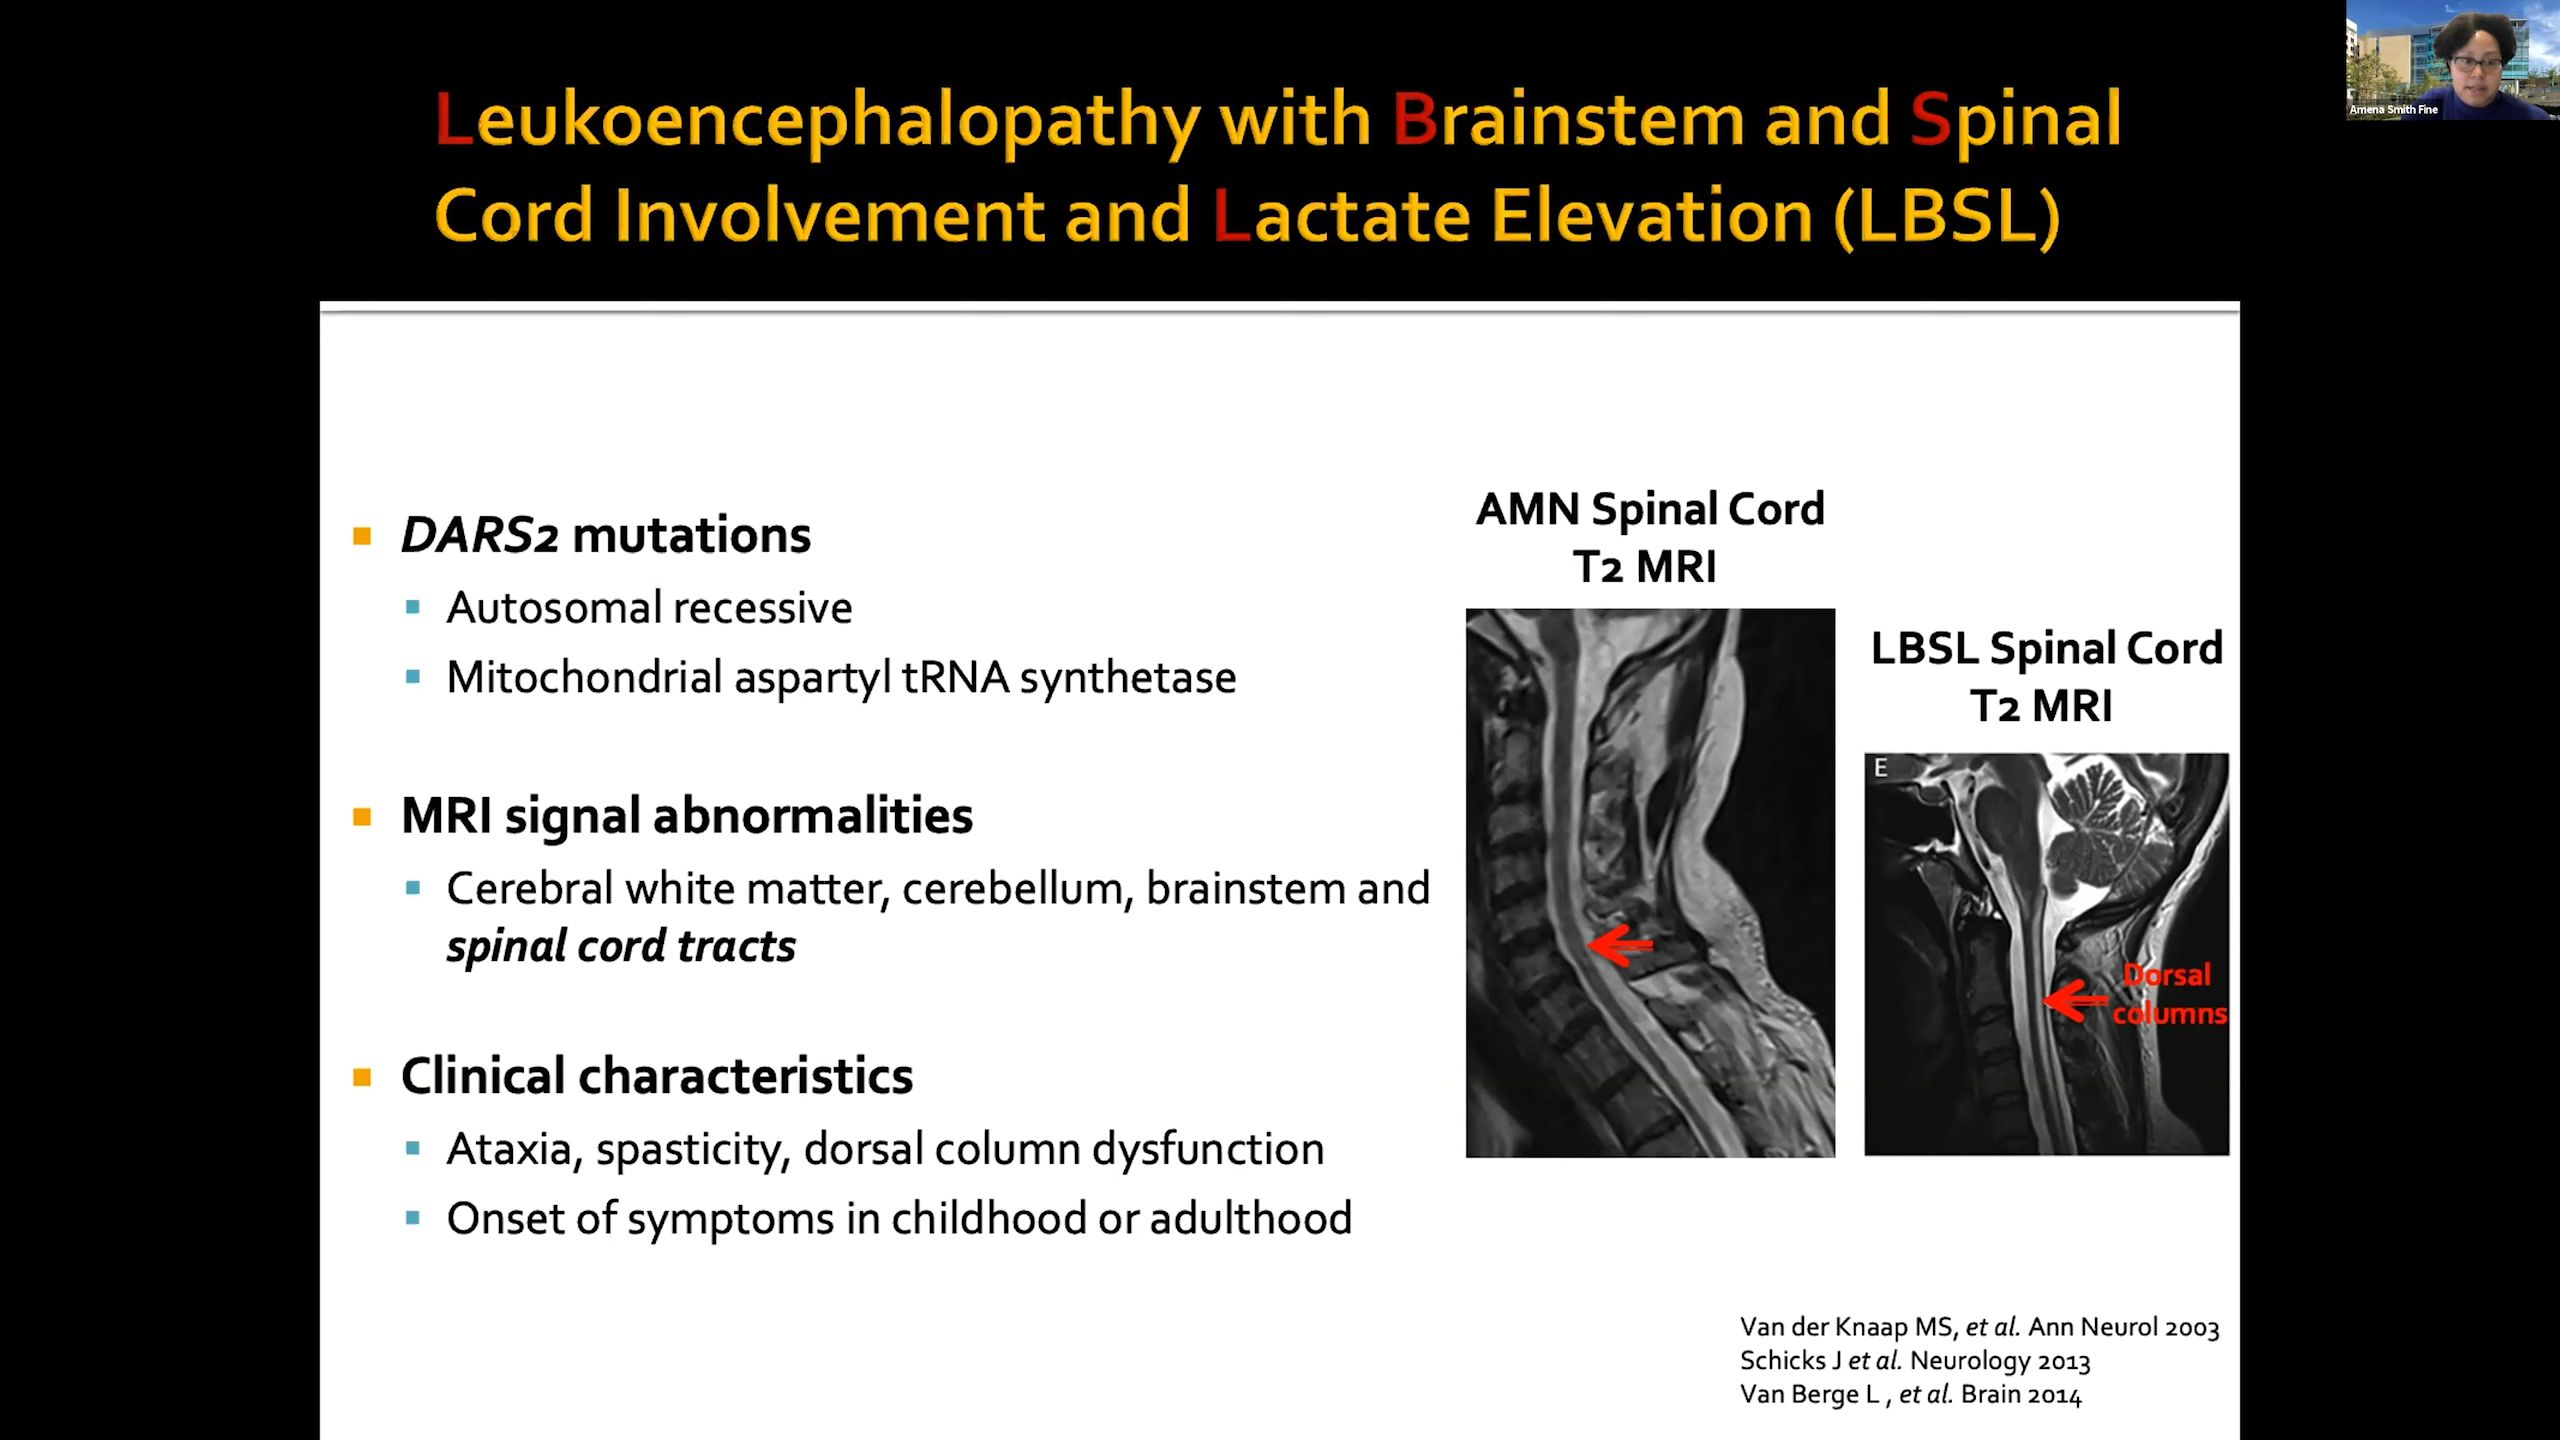 Leukoencephalopathy with Brainstem and Spinal
Cord Involvement and Lactate Elevation (LBSL)
Amena Smith Fine
DARS2 mutations
Autosomal recessive
Mitochondrial aspartyl tRNA synthetase
MRI signal abnormalities
Cerebral white matter, cerebellum, brainstem and
spinal cord tracts
Clinical characteristics
Ataxia, spasticity, dorsal column dysfunction
Onset of symptoms in childhood or adulthood
AMN Spinal Cord
T2 MRI
LBSL Spinal Cord
T2 MRI
E
Dorsal
columns
Van der Knaap MS, et al. Ann Neurol 2003
Schicks J et al. Neurology 2013
Van Berge L , et al. Brain 2014